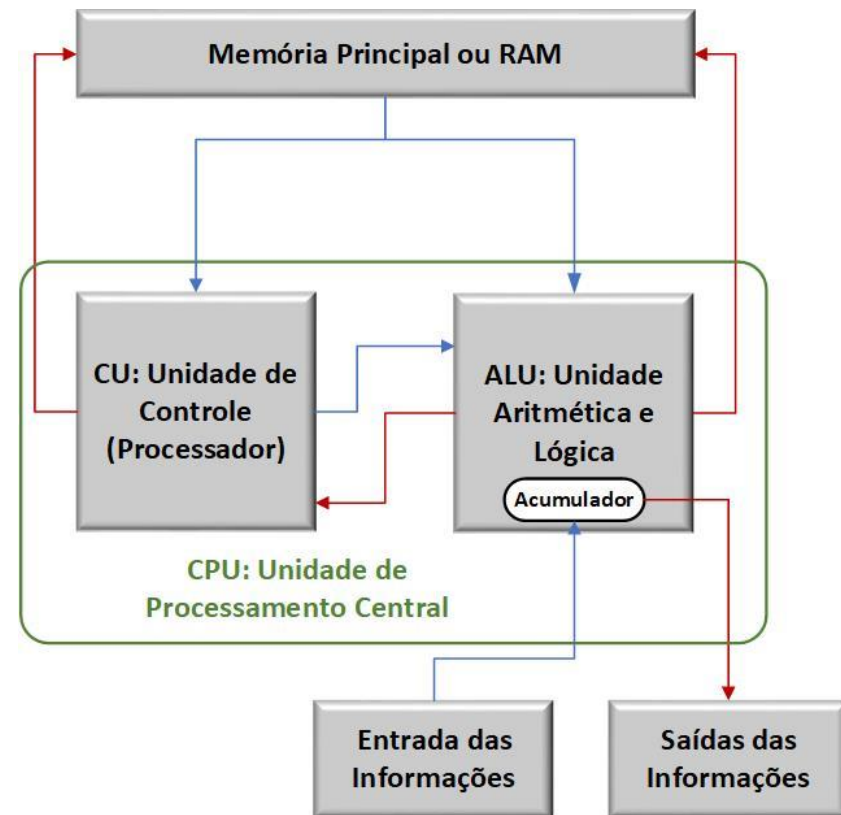 Memória Principal ou RAM
CU: Unidade de
Controle
(Processador)
ALU: Unidade
Aritmética e
Lógica
Acumulador
CPU: Unidade de
Processamento Central
Entrada das
Informações
Saídas das
Informações